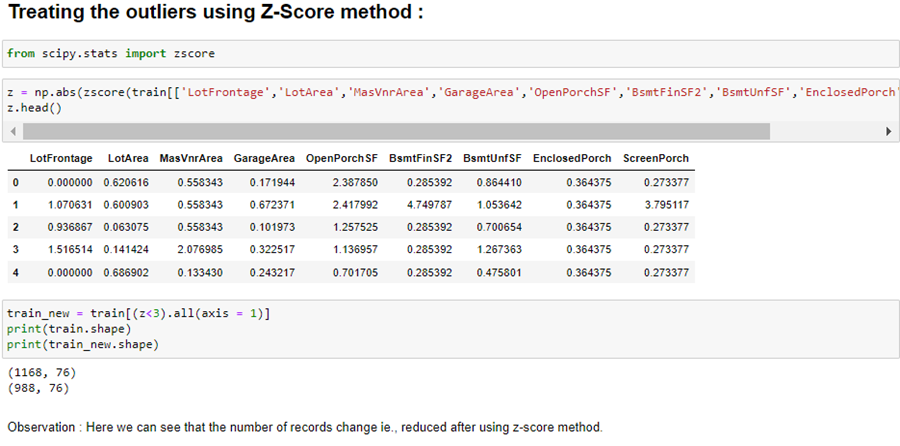 Treating the outliers using Z-Score method :
from scipy.stats import zscore
z = np.abs(zscore(train[['LotFrontage','LotArea','MasVnrArea','GarageArea','OpenPorchSF','BsmtFinSF2','BsmtUnfSF','EnclosedPorch'
z.head()
LotFrontage LotArea MasVnrArea GarageArea OpenPorchSF BsmtFinSF2 BsmtUnfSF EnclosedPorch ScreenPorch
0 0.000000 0.620616 0.558343 0.171944 2.387850 0.285392 0.864410 0.364375 0.273377
1 1.070631 0.600903 0.558343 0.672371 2.417992 4.749787 1.053642 0.364375 3.795117
2 0.936867 0.063075 0.558343 0.101973 1.257525 0.285392 0.700654 0.364375 0.273377
3 1.516514 0.141424 2.076985 0.322517 1.136957 0.285392 1.267363 0.364375 0.273377
4 0.000000 0.686902 0.133430 0.243217 0.701705 0.285392 0.475801 0.364375 0.273377
train_new = train[(z<3).all(axis = 1)]
print(train.shape)
print(train_new.shape)
(1168, 76)
(988, 76)
Observation : Here we can see that the number of records change ie., reduced after using z-score method.